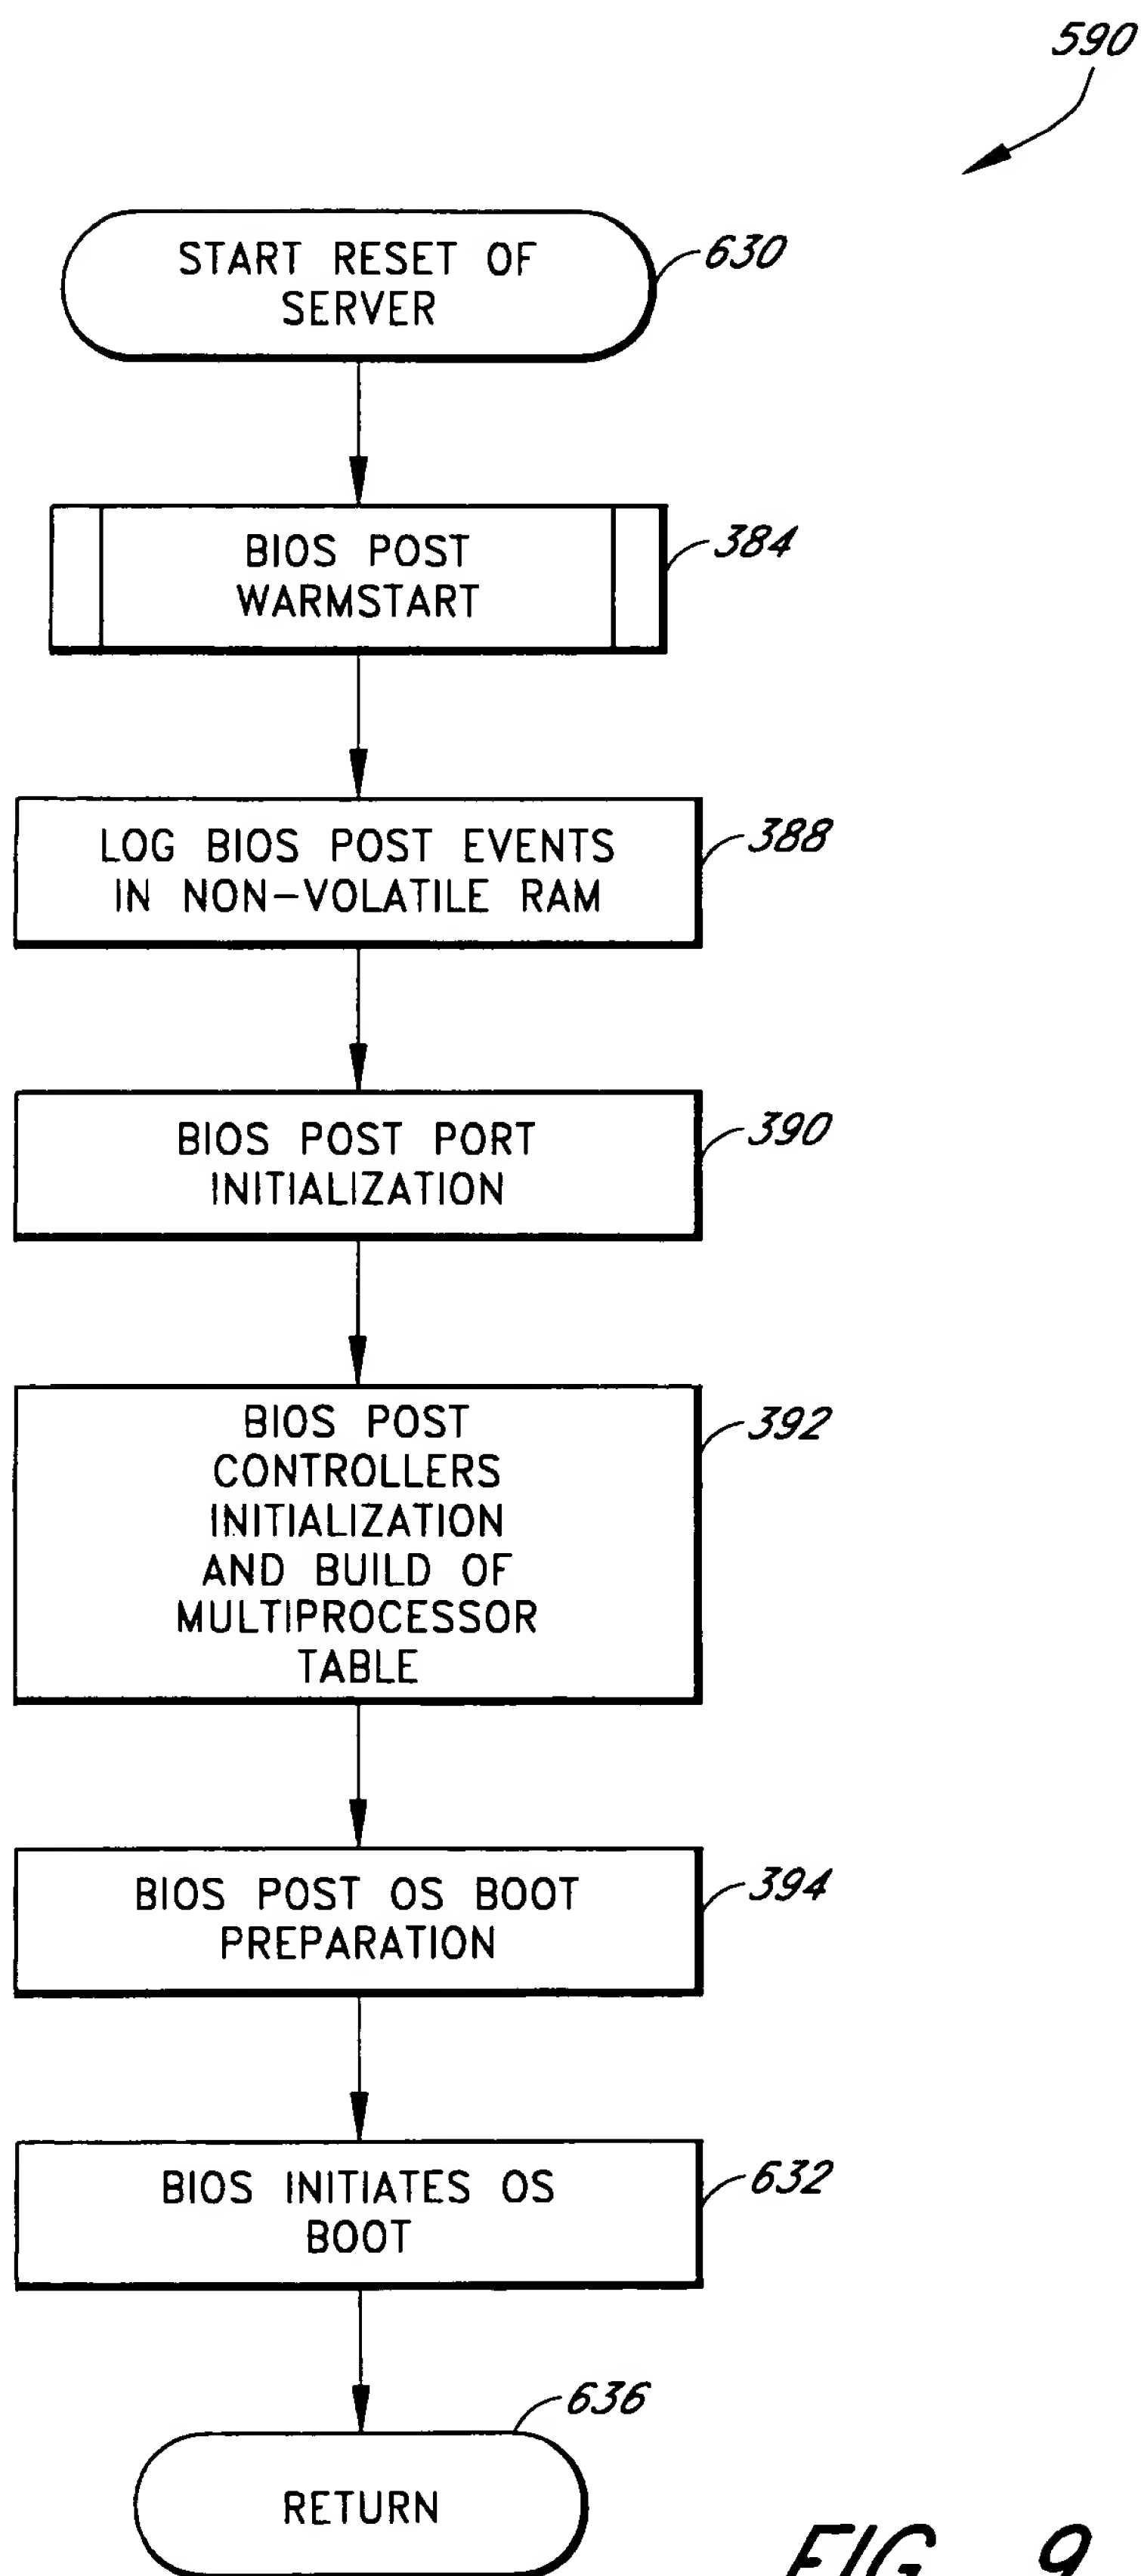 590
START RESET OF
SERVER
630
BIOS POST
WARMSTART
384
LOG BIOS POST EVENTS
IN NON-VOLATILE RAM
388
BIOS POST PORT
INITIALIZATION
390
BIOS POST
CONTROLLERS
INITIALIZATION
AND BUILD OF
MULTIPROCESSOR
TABLE
392
BIOS POST OS BOOT
PREPARATION
394
BIOS INITIATES OS
BOOT
632
RETURN
636
FIG. 9